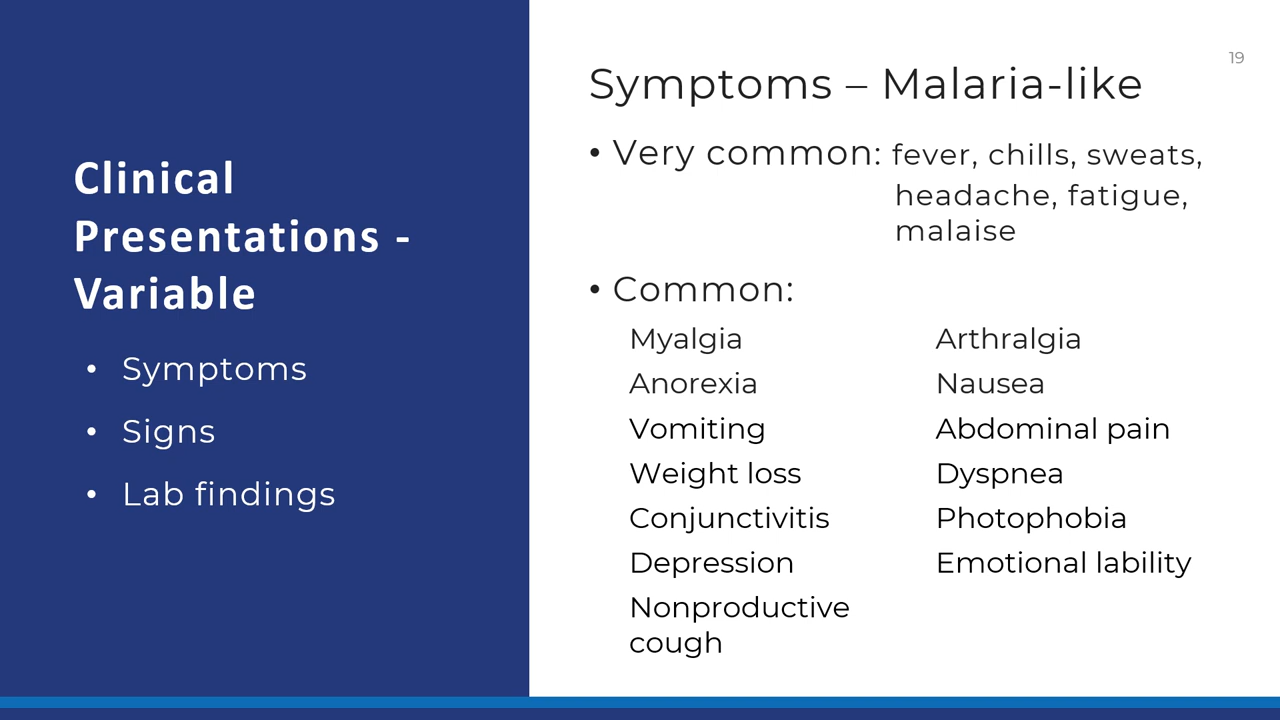 19
Clinical
Presentations -
Variable
• Symptoms
• Signs
• Lab findings
Symptoms – Malaria-like
• Very common: fever, chills, sweats,
headache, fatigue,
malaise
• Common:
Myalgia Arthralgia
Anorexia Nausea
Vomiting Abdominal pain
Weight loss Dyspnea
Conjunctivitis Photophobia
Depression Emotional lability
Nonproductive
cough